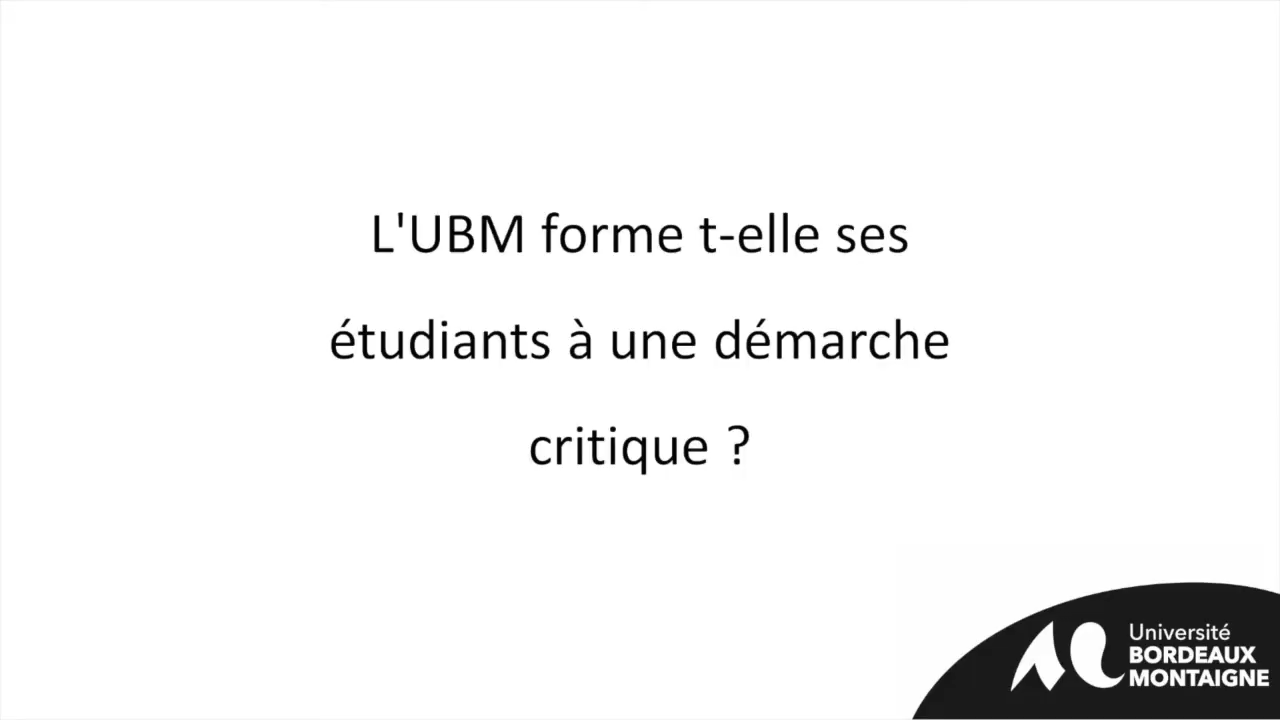 L'UBM forme t-elle ses
étudiants à une démarche
critique ?
Université
BORDEAUX
MONTAIGNE